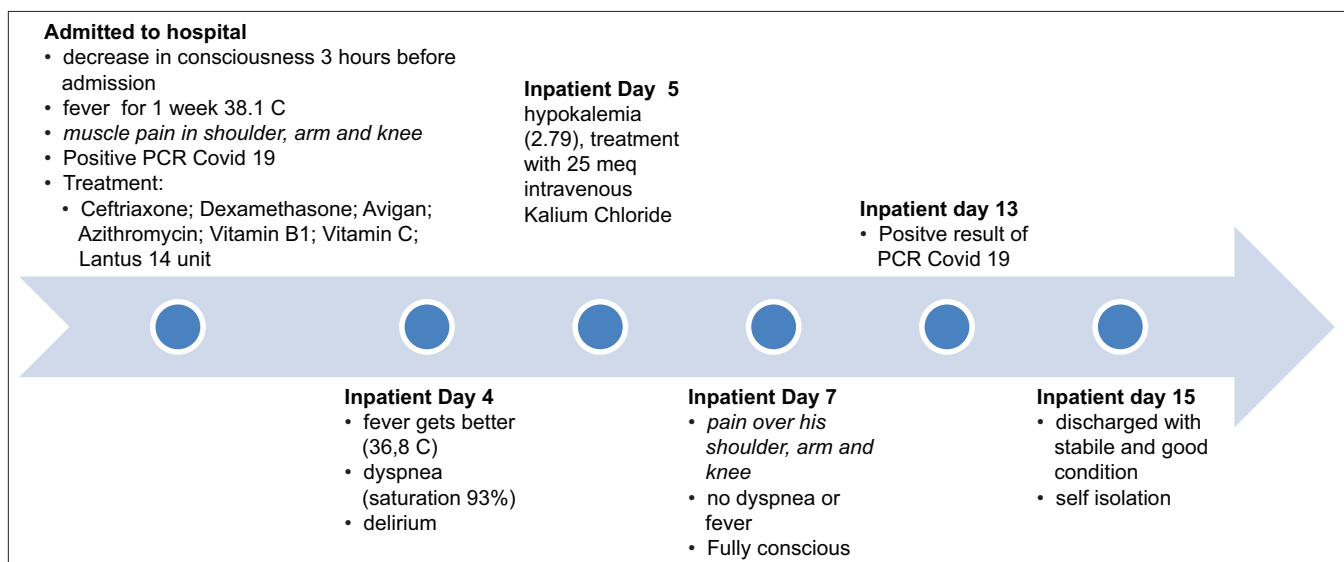 Admitted to hospital
• decrease in consciousness 3 hours before
admission
• fever for 1 week 38.1 C
• muscle pain in shoulder, arm and knee
• Positive PCR Covid 19
• Treatment:
• Ceftriaxone; Dexamethasone; Avigan;
Azithromycin; Vitamin B1; Vitamin C;
Lantus 14 unit
Inpatient Day 4
• fever gets better
(36,8 C)
• dyspnea
(saturation 93%)
• delirium
Inpatient Day 5
hypokalemia
(2.79), treatment
with 25 meq
intravenous
Kalium Chloride
Inpatient Day 7
• pain over his
shoulder, arm and
knee
• no dyspnea or
fever
• Fully conscious
Inpatient day 13
• Positve result of
PCR Covid 19
Inpatient day 15
• discharged with
stabile and good
condition
• self isolation